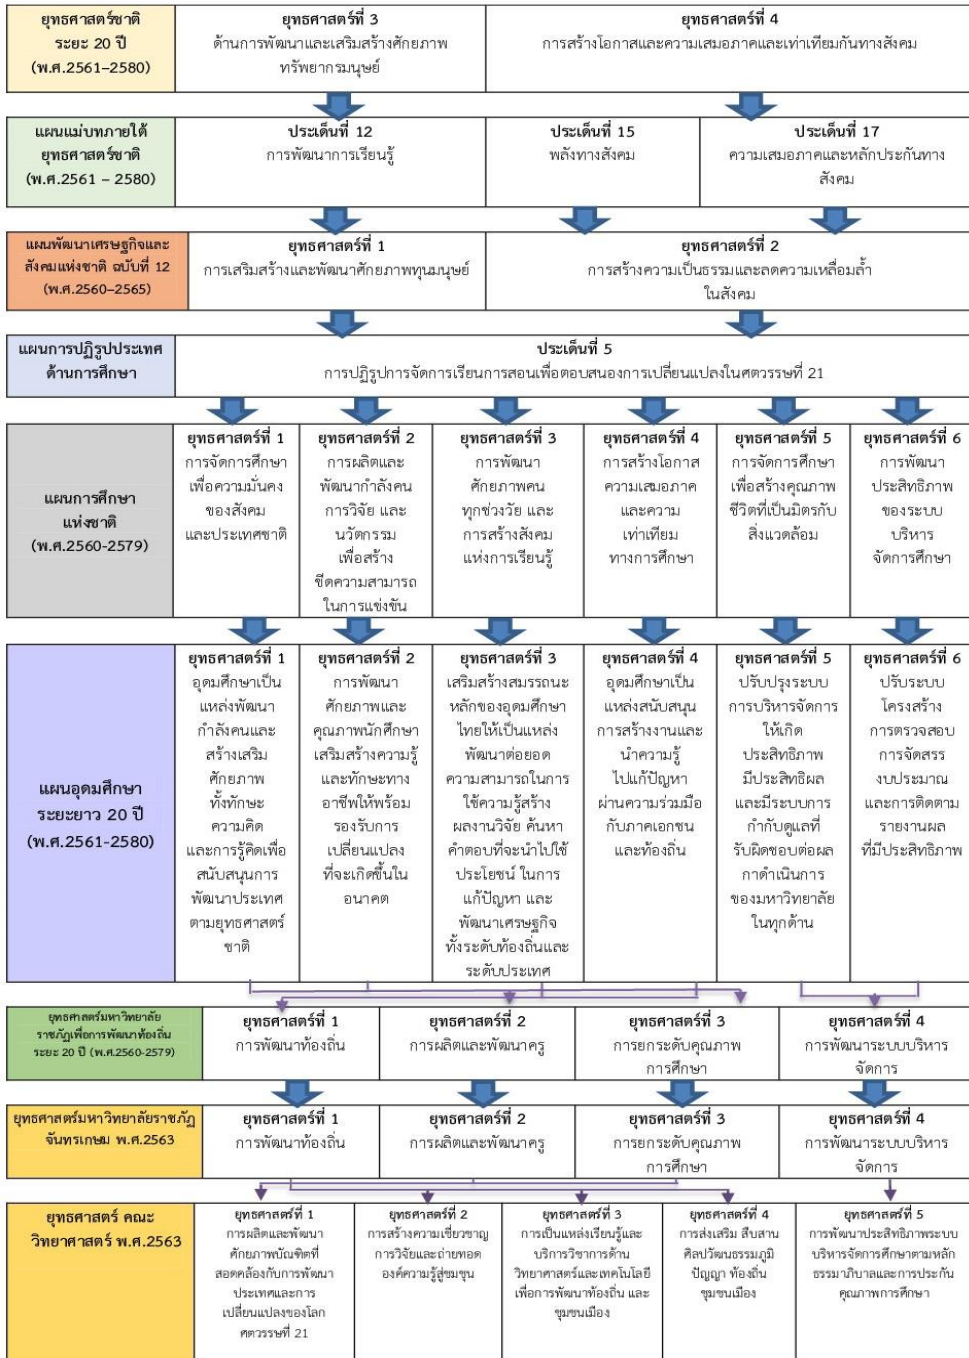 ยุทธศาสตร์ชาติ
ระยะ 20 ปี
(พ.ศ.2561–2580)
ยุทธศาสตร์ที่ 3
ด้านการพัฒนาและเสริมสร้างศักยภาพ
ทรัพยากรมนุษย์
ยุทธศาสตร์ที่ 4
การสร้างโอกาสและความเสมอภาคและเท่าเทียมกันทางสังคม
แผนแม่บทภายใต้
ยุทธศาสตร์ชาติ
(พ.ศ.2561 – 2580)
ประเด็นที่ 12
การพัฒนาการเรียนรู้
ประเด็นที่ 15
พลังทางสังคม
ประเด็นที่ 17
ความเสมอภาคและหลักประกันทาง
สังคม
แผนพัฒนาเศรษฐกิจและ
สังคมแห่งชาติ ฉบับที่ 12
(พ.ศ.2560–2565)
ยุทธศาสตร์ที่ 1
การเสริมสร้างและพัฒนาศักยภาพทุนมนุษย์
ยุทธศาสตร์ที่ 2
การสร้างความเป็นธรรมและลดความเหลื่อมล้ำ
ในสังคม
แผนการปฏิรูปประเทศ
ด้านการศึกษา
ประเด็นที่ 5
การปฏิรูปการจัดการเรียนการสอนเพื่อตอบสนองการเปลี่ยนแปลงในศตวรรษที่ 21
แผนการศึกษา
แห่งชาติ
(พ.ศ.2560-2579)
ยุทธศาสตร์ที่ 1
การจัดการศึกษา
เพื่อความมั่นคง
ของสังคม
และประเทศชาติ
ยุทธศาสตร์ที่ 2
การผลิตและ
พัฒนากำลังคน
การวิจัย และ
นวัตกรรม
เพื่อสร้าง
ขีดความสามารถ
ในการแข่งขัน
ยุทธศาสตร์ที่ 3
การพัฒนา
ศักยภาพคน
ทุกช่วงวัย และ
การสร้างสังคม
แห่งการเรียนรู้
ยุทธศาสตร์ที่ 4
การสร้างโอกาส
ความเสมอภาค
และความ
เท่าเทียม
ทางการศึกษา
ยุทธศาสตร์ที่ 5
การจัดการศึกษา
เพื่อสร้างคุณภาพ
ชีวิตที่เป็นมิตรกับ
สิ่งแวดล้อม
ยุทธศาสตร์ที่ 6
การพัฒนา
ประสิทธิภาพ
ของระบบ
บริหาร
จัดการศึกษา
แผนอุดมศึกษา
ระยะยาว 20 ปี
(พ.ศ.2561-2580)
ยุทธศาสตร์ที่ 1
อุดมศึกษาเป็น
แหล่งพัฒนา
กำลังคนและ
สร้างเสริม
ศักยภาพ
ทั้งทักษะ
ความคิด
และการรู้คิดเพื่อ
สนับสนุนการ
พัฒนาประเทศ
ตามยุทธศาสตร์
ชาติ
ยุทธศาสตร์ที่ 2
การพัฒนา
ศักยภาพและ
คุณภาพนักศึกษา
เสริมสร้างความรู้
และทักษะทาง
อาชีพให้พร้อม
รองรับการ
เปลี่ยนแปลง
ที่จะเกิดขึ้นใน
อนาคต
ยุทธศาสตร์ที่ 3
เสริมสร้างสมรรถนะ
หลักของอุดมศึกษา
ไทยให้เป็นแหล่ง
พัฒนาต่อยอด
ความสามารถในการ
ใช้ความรู้สร้าง
ผลงานวิจัย ค้นหา
คำตอบที่จะนำไปใช้
ประโยชน์ ในการ
แก้ปัญหา และ
พัฒนาเศรษฐกิจ
ทั้งระดับท้องถิ่นและ
ระดับประเทศ
ยุทธศาสตร์ที่ 4
อุดมศึกษาเป็น
แหล่งสนับสนุน
การสร้างงานและ
นำความรู้
ไปแก้ปัญหา
ผ่านความร่วมมือ
กับภาคเอกชน
และท้องถิ่น
ยุทธศาสตร์ที่ 5
ปรับปรุงระบบ
การบริหารจัดการ
ให้เกิด
ประสิทธิภาพ
มีประสิทธิผล
และมีระบบการ
กำกับดูแลที่
รับผิดชอบต่อผล
กาดำเนินการ
ของมหาวิทยาลัย
ในทุกด้าน
ยุทธศาสตร์ที่ 6
ปรับระบบ
โครงสร้าง
การตรวจสอบ
การจัดสรร
งบประมาณ
และการติดตาม
รายงานผล
ที่มีประสิทธิภาพ
ยุทธศาสตร์มหาวิทยาลัย
ราชภัฏเพื่อการพัฒนาท้องถิ่น
ระยะ 20 ปี (พ.ศ.2560-2579)
ยุทธศาสตร์ที่ 1
การพัฒนาท้องถิ่น
ยุทธศาสตร์ที่ 2
การผลิตและพัฒนาครู
ยุทธศาสตร์ที่ 3
การยกระดับคุณภาพ
การศึกษา
ยุทธศาสตร์ที่ 4
การพัฒนาระบบบริหาร
จัดการ
ยุทธศาสตร์มหาวิทยาลัยราชภัฏ
จันทรเกษม พ.ศ.2563
ยุทธศาสตร์ที่ 1
การพัฒนาท้องถิ่น
ยุทธศาสตร์ที่ 2
การผลิตและพัฒนาครู
ยุทธศาสตร์ที่ 3
การยกระดับคุณภาพ
การศึกษา
ยุทธศาสตร์ที่ 4
การพัฒนาระบบบริหาร
จัดการ
ยุทธศาสตร์ คณะ
วิทยาศาสตร์ พ.ศ.2563
ยุทธศาสตร์ที่ 1
การผลิตและพัฒนา
ศักยภาพบัณฑิตที่
สอดคล้องกับการพัฒนา
ประเทศและการ
เปลี่ยนแปลงของโลก
ศตวรรษที่ 21
ยุทธศาสตร์ที่ 2
การสร้างความเชี่ยวชาญ
การวิจัยและถ่ายทอด
องค์ความรู้สู่ชุมชน
ยุทธศาสตร์ที่ 3
การเป็นแหล่งเรียนรู้และ
บริการวิชาการด้าน
วิทยาศาสตร์และเทคโนโลยี
เพื่อการพัฒนาท้องถิ่น และ
ชุมชนเมือง
ยุทธศาสตร์ที่ 4
การส่งเสริม สืบสาน
ศิลปวัฒนธรรมภูมิ
ปัญญา ท้องถิ่น
ชุมชนเมือง
ยุทธศาสตร์ที่ 5
การพัฒนาประสิทธิภาพระบบ
บริหารจัดการศึกษาตามหลัก
ธรรมาภิบาลและการประกัน
คุณภาพการศึกษา